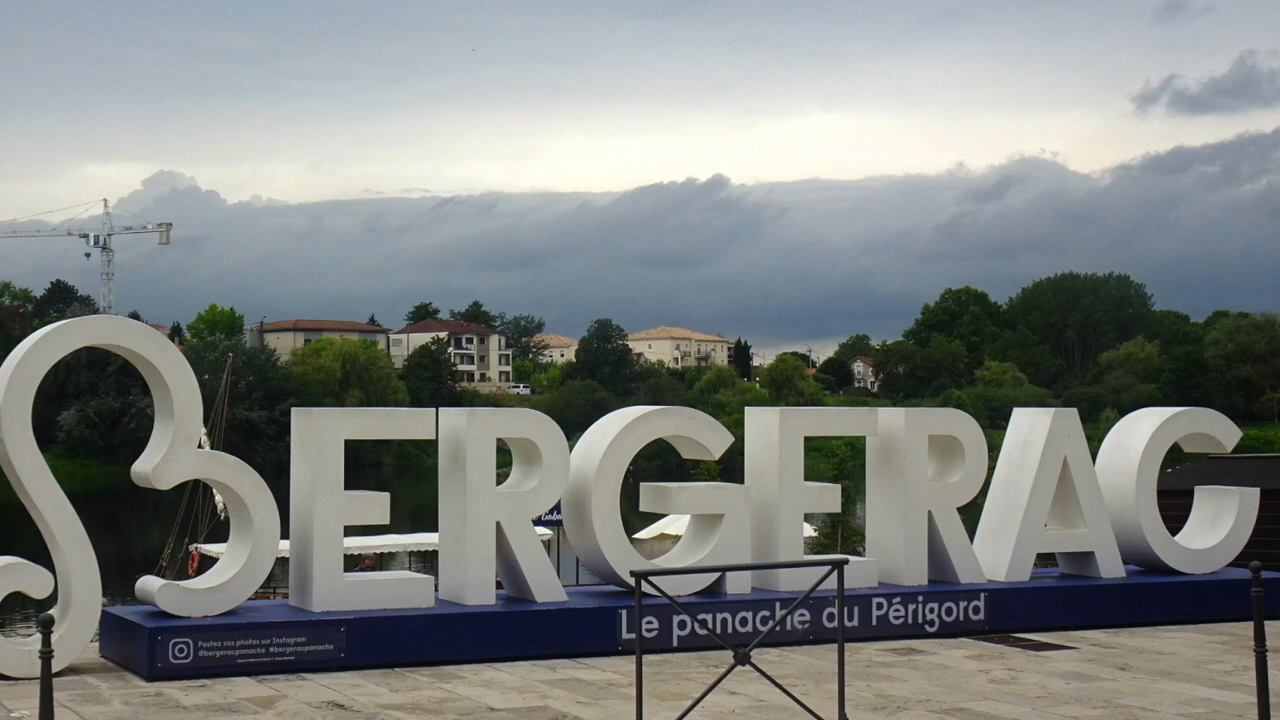 BERGERAC
Le panache du Périgord
Postez vos photos sur Instagram
@bergeracpanache #bergeracpanache